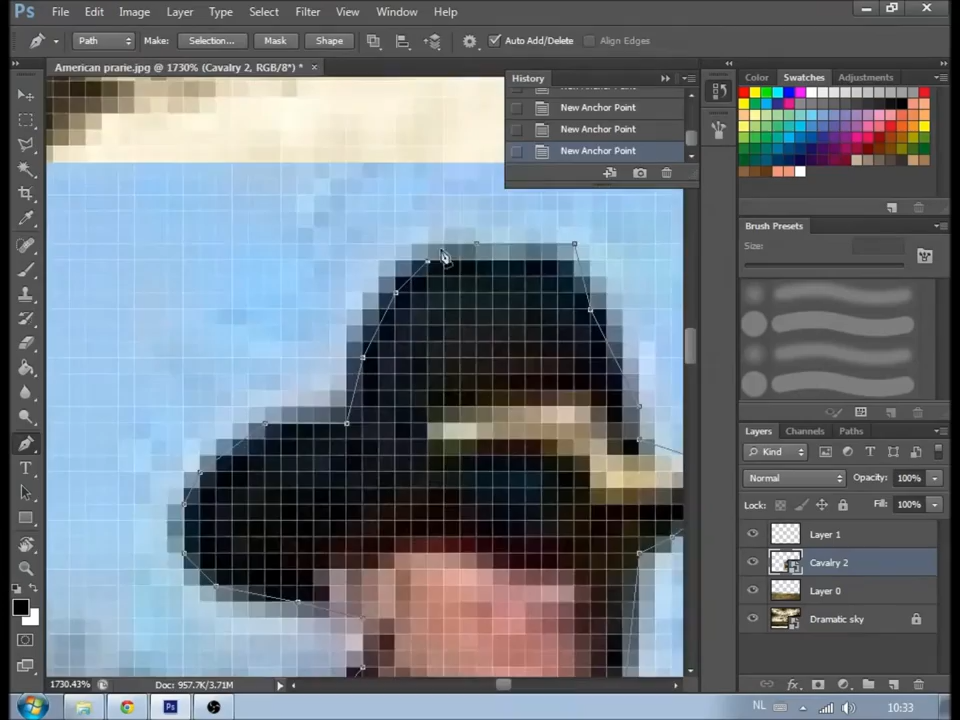 Ps File Edit Image Layer Type Select Filter View Window Help
Path Make: Selection... Mask Shape Auto Add/Delete Align Edges
American prarie.jpg @ 1730% (Cavalry 2, RGB/8*) *
History
New Anchor Point
New Anchor Point
New Anchor Point
Color Swatches Adjustments
Brush Presets
Size:
Layers Channels Paths
Kind
Normal Opacity: 100%
Lock: Fill: 100%
Layer 1
Cavalry 2
Layer 0
Dramatic sky
T
1730.43% Doc: 957.7K/3.71M
Ps NL 10:33